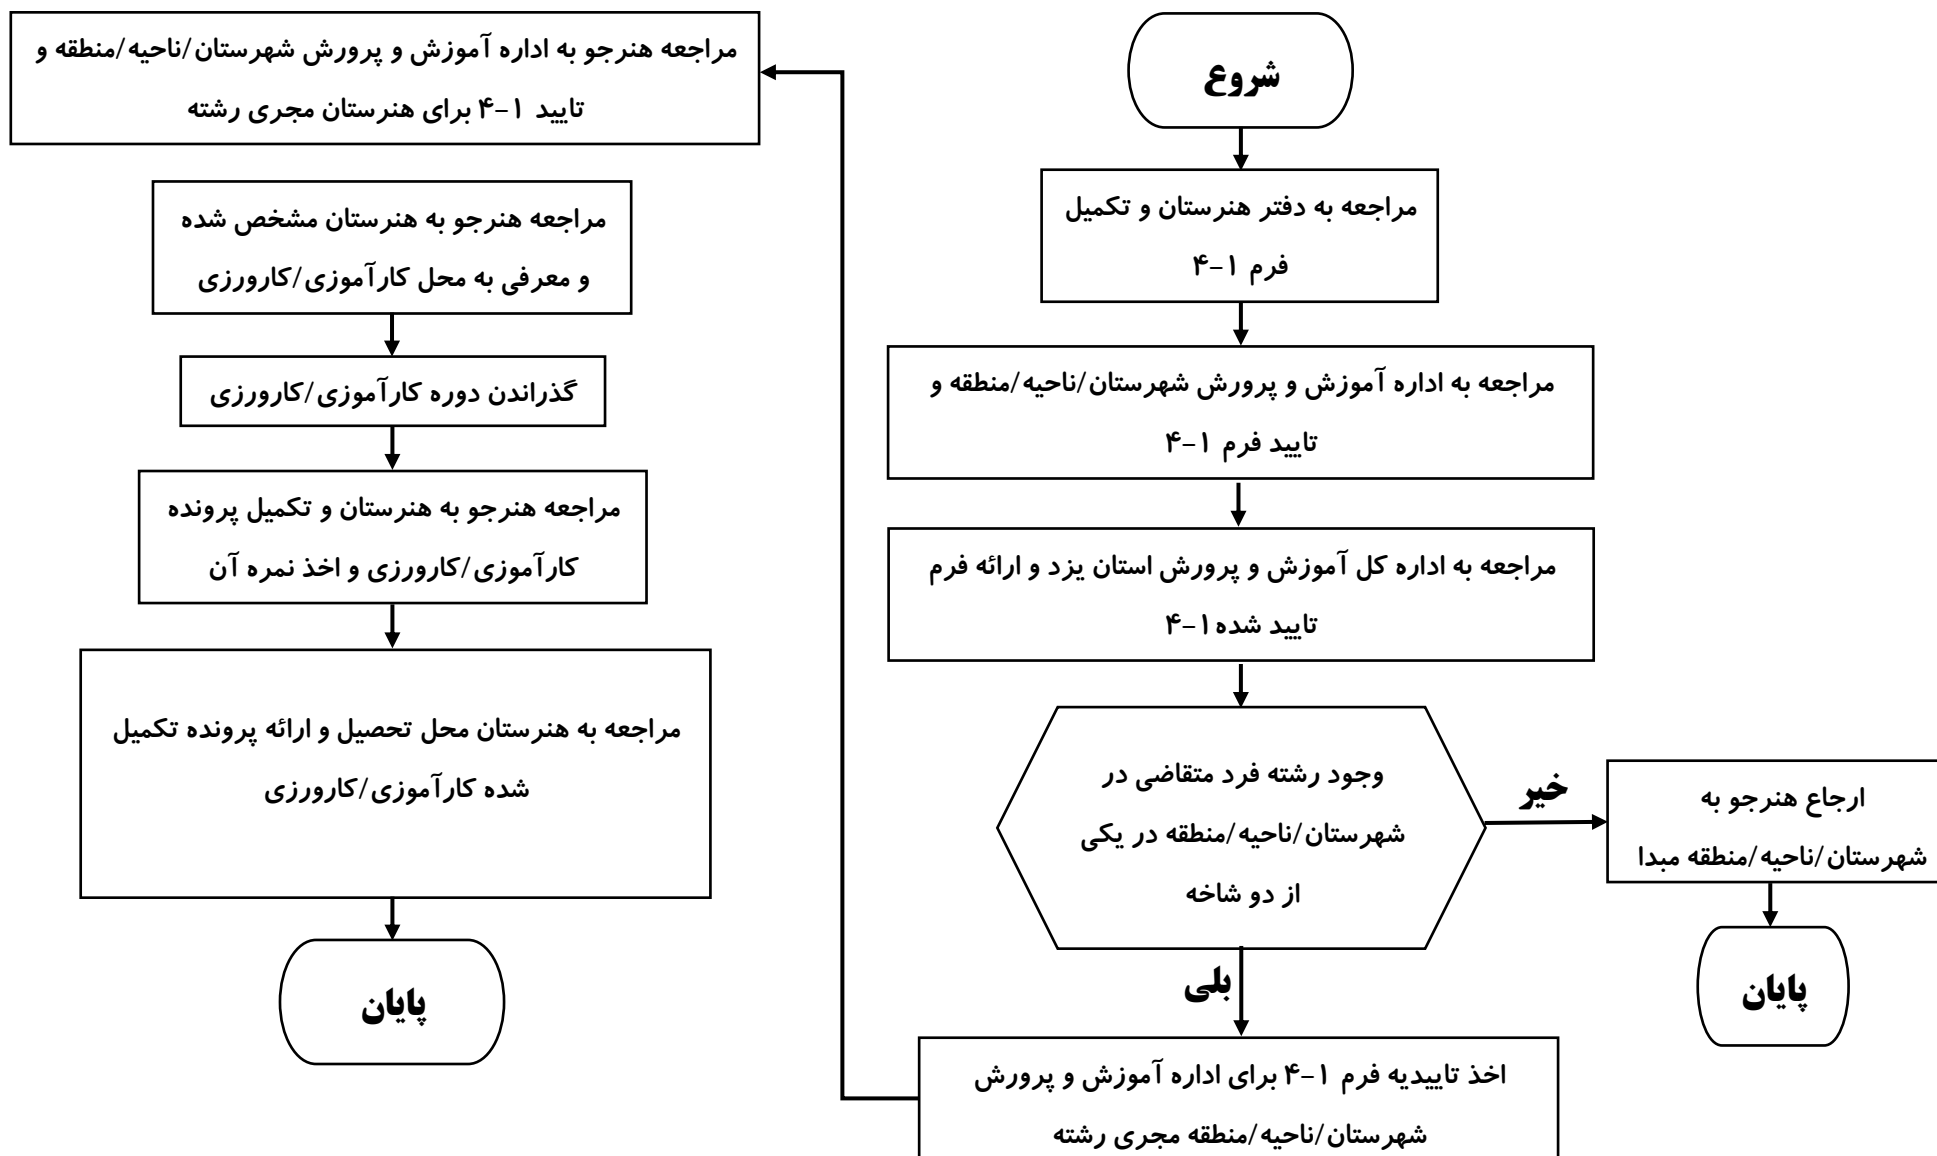 شروع
مراجعه به دفتر هنرستان و تکمیل
فرم ۱-۴
مراجعه به اداره آموزش و پرورش شهرستان/ناحیه/منطقه و
تایید فرم ۱-۴
مراجعه به اداره کل آموزش و پرورش استان یزد و ارائه فرم
تایید شده۱-۴
وجود رشته فرد متقاضی در
شهرستان/ناحیه/منطقه در یکی
از دو شاخه
خیر
ارجاع هنرجو به
شهرستان/ناحیه/منطقه مبدا
پایان
بلی
اخذ تاییدیه فرم ۱-۴ برای اداره آموزش و پرورش
شهرستان/ناحیه/منطقه مجری رشته
مراجعه هنرجو به اداره آموزش و پرورش شهرستان/ناحیه/منطقه و
تایید ۱-۴ برای هنرستان مجری رشته
مراجعه هنرجو به هنرستان مشخص شده
و معرفی به محل کارآموزی/کارورزی
گذراندن دوره کارآموزی/کارورزی
مراجعه هنرجو به هنرستان و تکمیل پرونده
کارآموزی/کارورزی و اخذ نمره آن
مراجعه به هنرستان محل تحصیل و ارائه پرونده تکمیل
شده کارآموزی/کارورزی
پایان